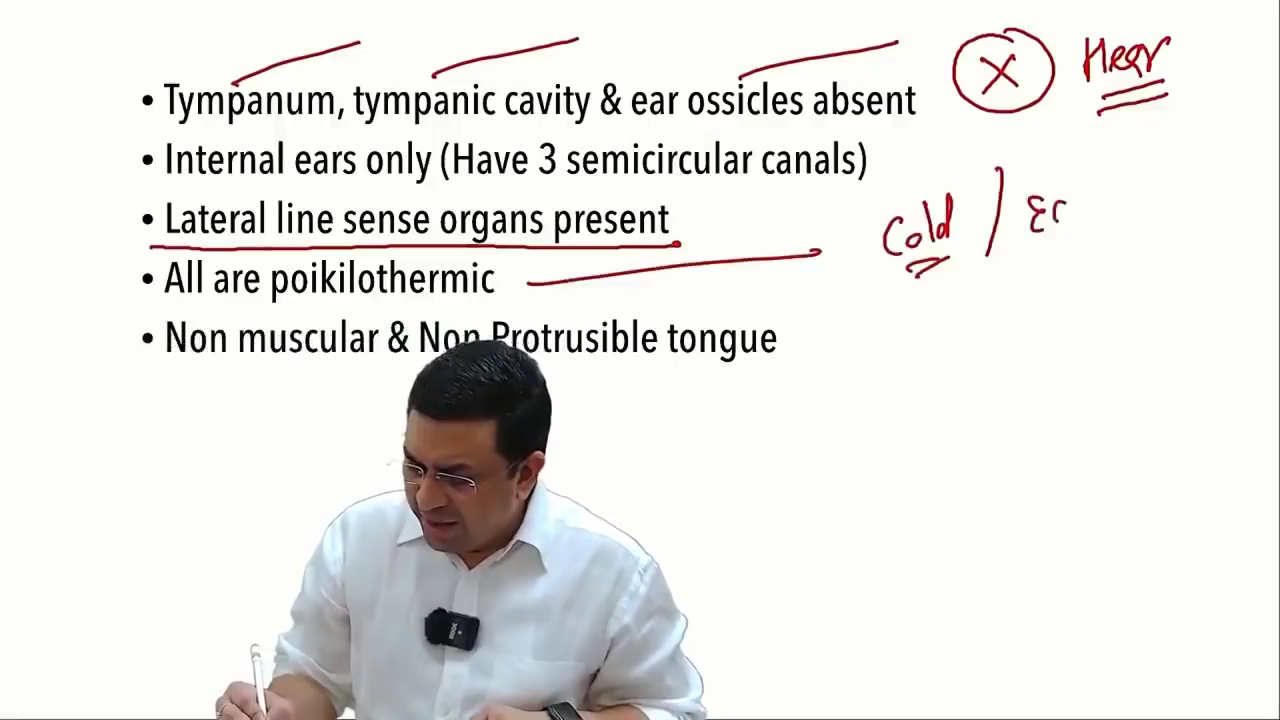 • Tympanum, tympanic cavity & ear ossicles absent
X Hear
• Internal ears only (Have 3 semicircular canals)
• Lateral line sense organs present
Cold / Ec
• All are poikilothermic
• Non muscular & Non Protrusible tongue